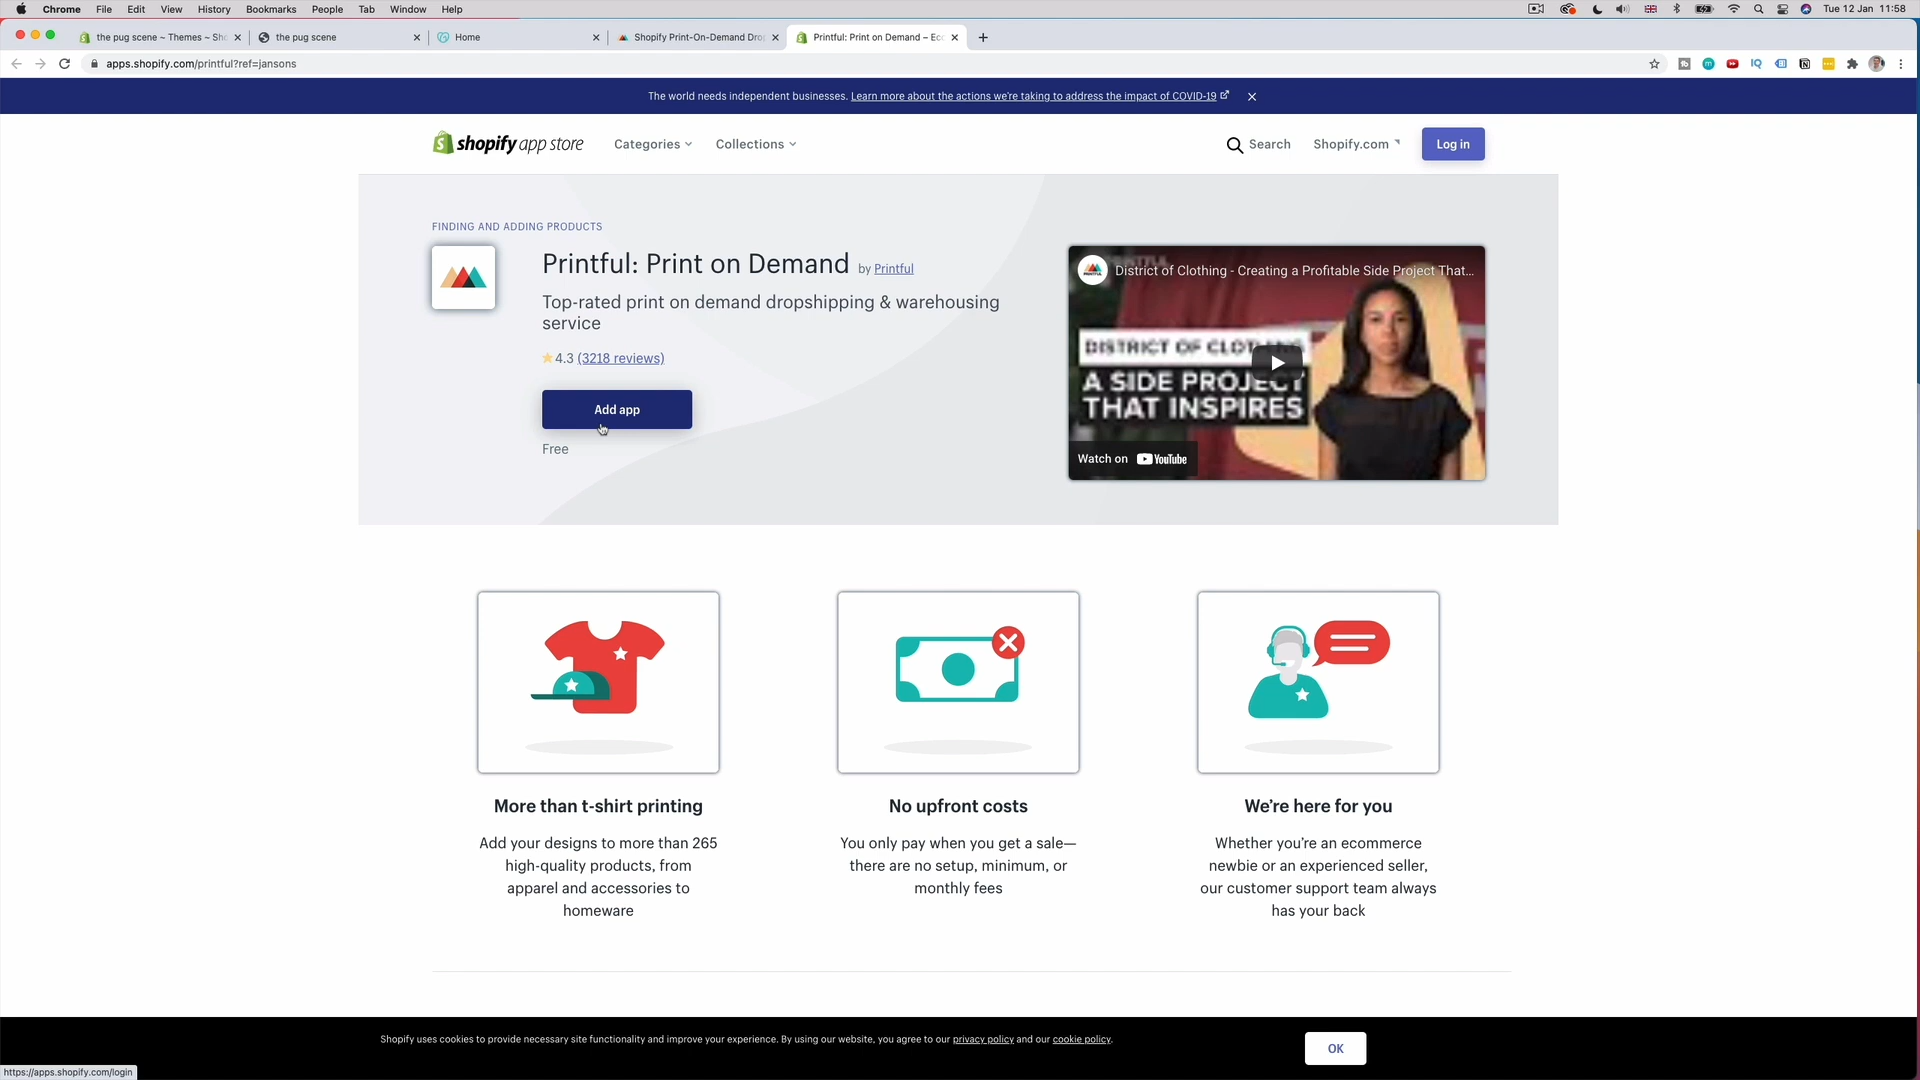 Chrome File Edit View History Bookmarks People Tab Window Help Tue 12 Jan 11:58
the pug scene ~ Themes ~ Sho the pug scene Home Shopify Print-On-Demand Dro Printful: Print on Demand – Ec
apps.shopify.com/printful?ref=jansons
The world needs independent businesses. Learn more about the actions we're taking to address the impact of COVID-19
shopify app store Categories Collections Search Shopify.com Log in
FINDING AND ADDING PRODUCTS
Printful: Print on Demand by Printful
Top-rated print on demand dropshipping & warehousing
service
4.3 (3218 reviews)
Add app
Free
District of Clothing - Creating a Profitable Side Project That...
DISTRICT OF CLOTHING
A SIDE PROJECT
THAT INSPIRES
Watch on YouTube
More than t-shirt printing
Add your designs to more than 265
high-quality products, from
apparel and accessories to
homeware
No upfront costs
You only pay when you get a sale—
there are no setup, minimum, or
monthly fees
We're here for you
Whether you're an ecommerce
newbie or an experienced seller,
our customer support team always
has your back
Shopify uses cookies to provide necessary site functionality and improve your experience. By using our website, you agree to our privacy policy and our cookie policy.
OK
https://apps.shopify.com/login